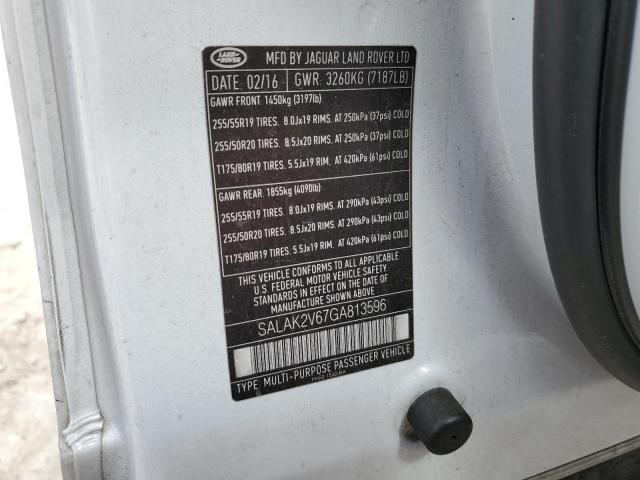 LAND ROVER
MFD BY JAGUAR LAND ROVER LTD
DATE: 02/16 GWR: 3260KG (7187LB)
GAWR FRONT: 1450kg (3197lb)
255/55R19 TIRES. 8.0Jx19 RIMS. AT 250kPa (37psi) COLD
255/50R20 TIRES. 8.5Jx20 RIMS. AT 250kPa (37psi) COLD
T175/80R19 TIRES. 5.5Jx19 RIM. AT 420kPa (61psi) COLD
GAWR REAR: 1855kg (4090lb)
255/55R19 TIRES. 8.0Jx19 RIMS. AT 290kPa (43psi) COLD
255/50R20 TIRES. 8.5Jx20 RIMS. AT 290kPa (43psi) COLD
T175/80R19 TIRES. 5.5Jx19 RIM. AT 420kPa (61psi) COLD
THIS VEHICLE CONFORMS TO ALL APPLICABLE
U.S. FEDERAL MOTOR VEHICLE SAFETY
STANDARDS IN EFFECT ON THE DATE OF
MANUFACTURE SHOWN ABOVE
SALAK2V67GA813596
TYPE: MULTI-PURPOSE PASSENGER VEHICLE